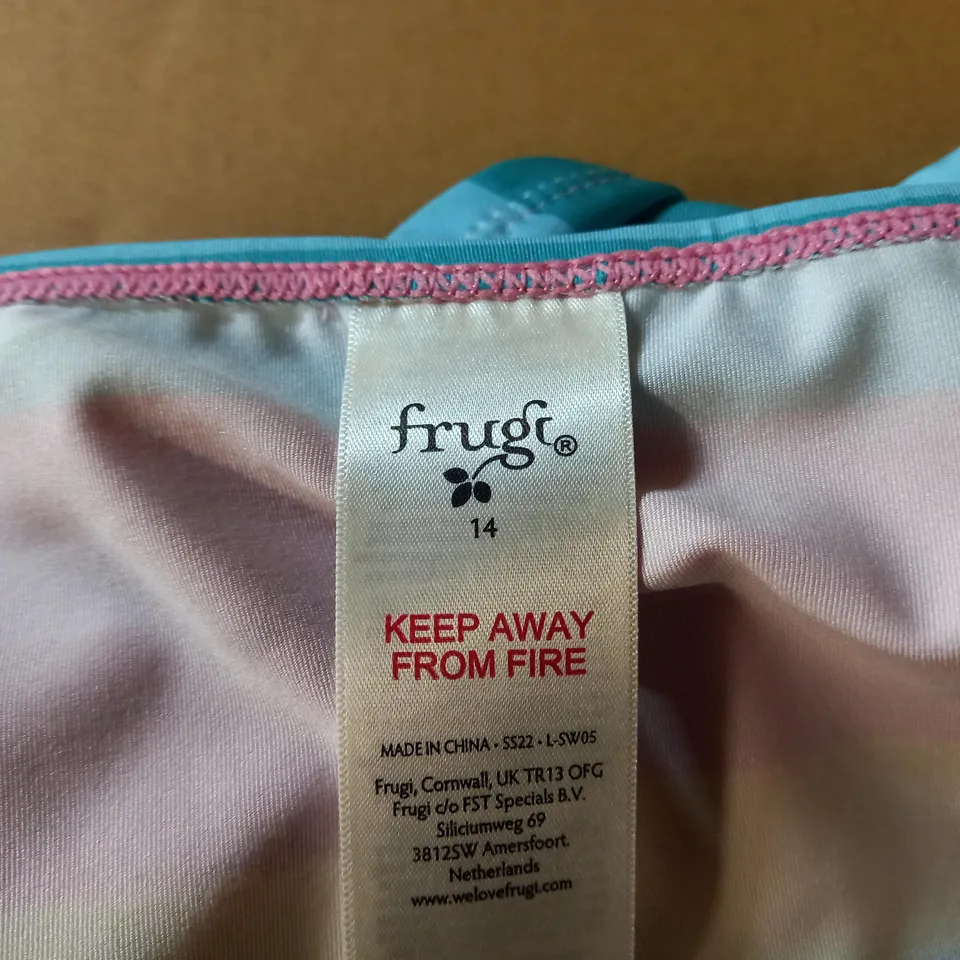 frugi®
14
KEEP AWAY
FROM FIRE
MADE IN CHINA · SS22 · L-SW05
Frugi, Cornwall, UK TR13 OFG
Frugi c/o FST Specials B.V.
Siliciumweg 69
3812SW Amersfoort.
Netherlands
www.welovefrugi.com